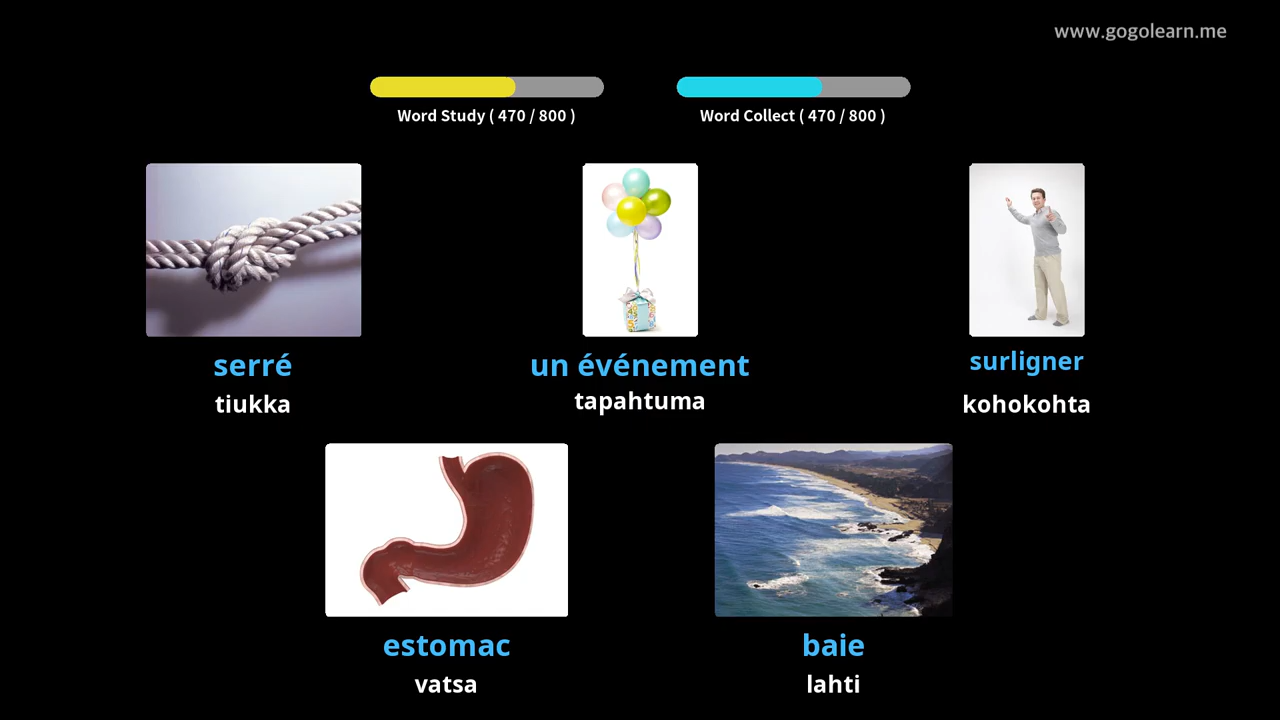 www.gogolearn.me
Word Study ( 470 / 800 )
Word Collect ( 470 / 800 )
serré
un événement
surligner
tiukka
tapahtuma
kohokohta
estomac
baie
vatsa
lahti